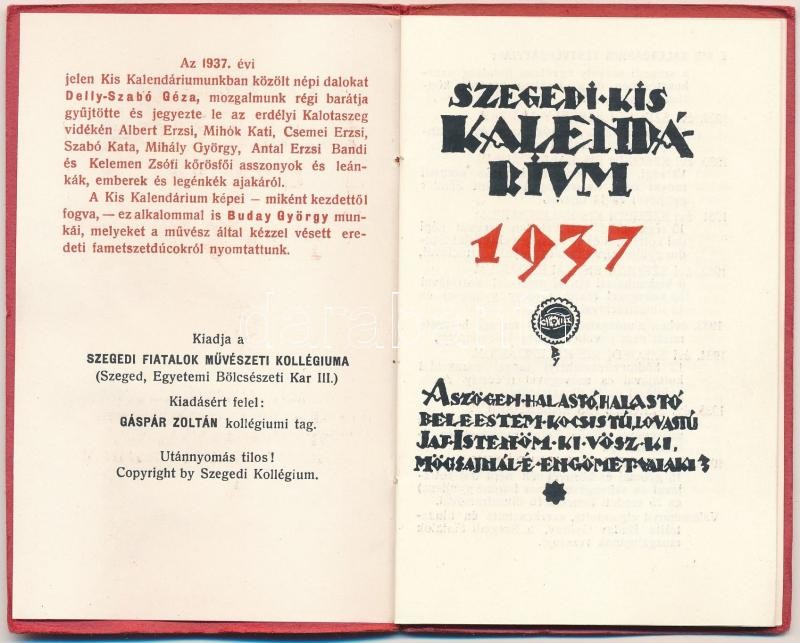 Az 1937. évi
jelen Kis Kalendáriumunkban közölt népi dalokat
Delly-Szabó Géza, mozgalmunk régi barátja
gyűjtötte és jegyezte le az erdélyi Kalotaszeg
vidékén Albert Erzsi, Mihók Kati, Csemei Erzsi,
Szabó Kata, Mihály György, Antal Erzsi Bandi
és Kelemen Zsófi kőrösfői asszonyok és leán-
kák, emberek és legénkék ajakáról.
A Kis Kalendárium képei — miként kezdettől
fogva, — ez alkalommal is Buday György mun-
kái, melyeket a művész által kézzel vésett ere-
deti fametszetdúcokról nyomtattunk.
Kiadja a
SZEGEDI FIATALOK MŰVÉSZETI KOLLÉGIUMA
(Szeged, Egyetemi Bölcsészeti Kar III.)
Kiadásért felel:
GÁSPÁR ZOLTÁN kollégiumi tag.
Utánnyomás tilos!
Copyright by Szegedi Kollégium.
SZEGEDI·KIS
KALENDÁ-
RIUM
1937
A SZÖGEDI·HALASTÓ, HALASTÓ
BELEESTEM·KOCSISTÚ, LOVASTÚ
JAJ·ISTENÖM·KI·VÖSZ·KI,
MÖGSAJNÁL·É·ENGÖMET·VALAKI?